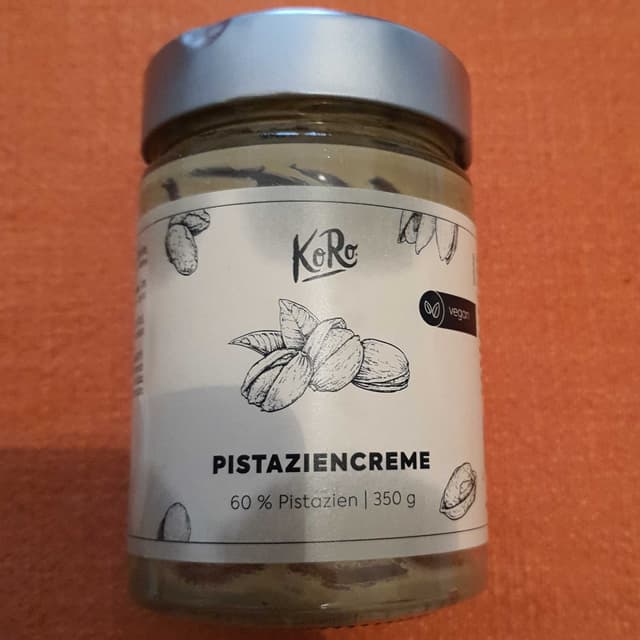 KoRo
vegan
PISTAZIENCREME
60 % Pistazien | 350 g